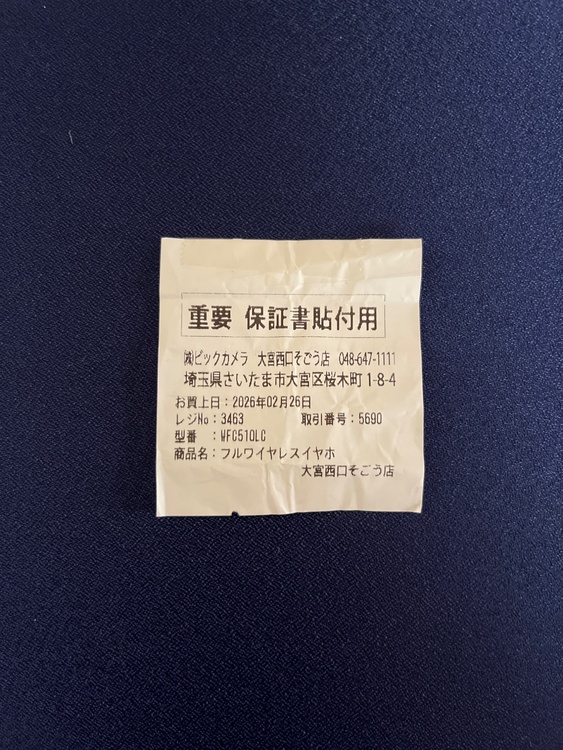 重要 保証書貼付用
㈱ビックカメラ 大宮西口そごう店 048-647-1111
埼玉県さいたま市大宮区桜木町1-8-4
お買上日：2026年02月26日
レジNo：3463 取引番号：5690
型番 ：WFC510LC
商品名：フルワイヤレスイヤホ
大宮西口そごう店